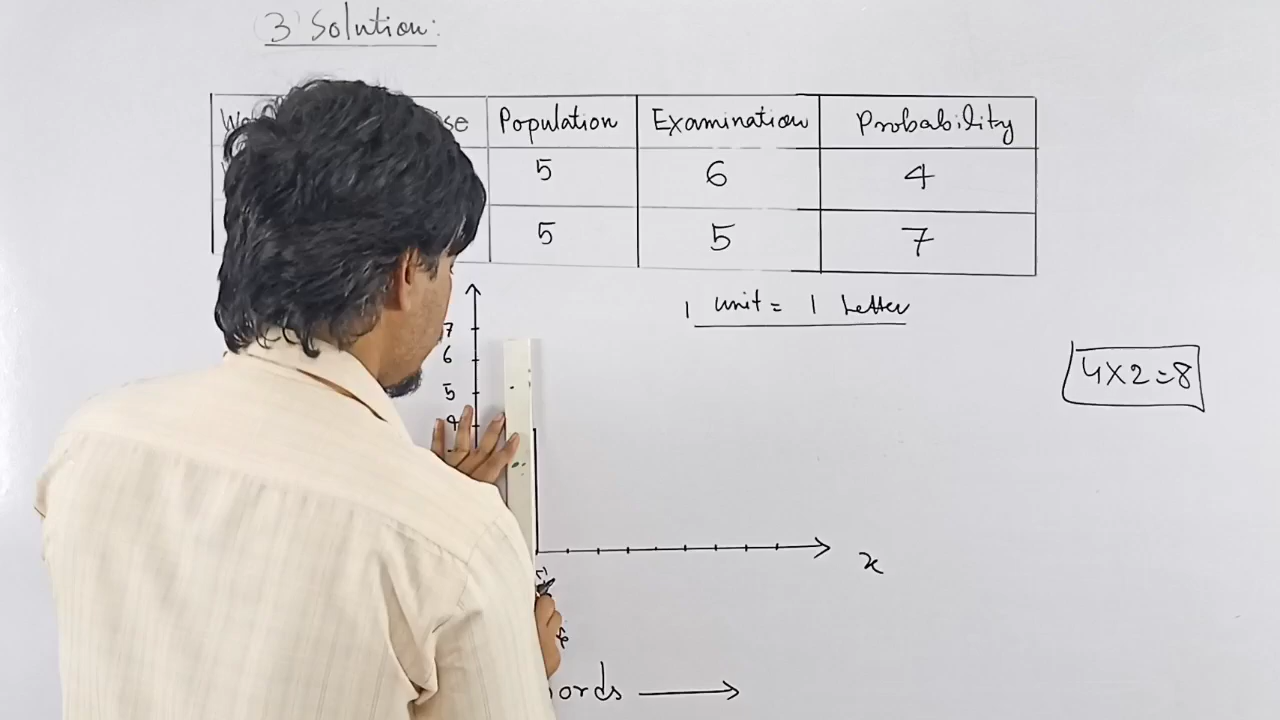 (3) Solution:
Population Examination Probability
5 6 4
5 5 7
1 unit = 1 Letter
7
6
5
4
4×2=8
x